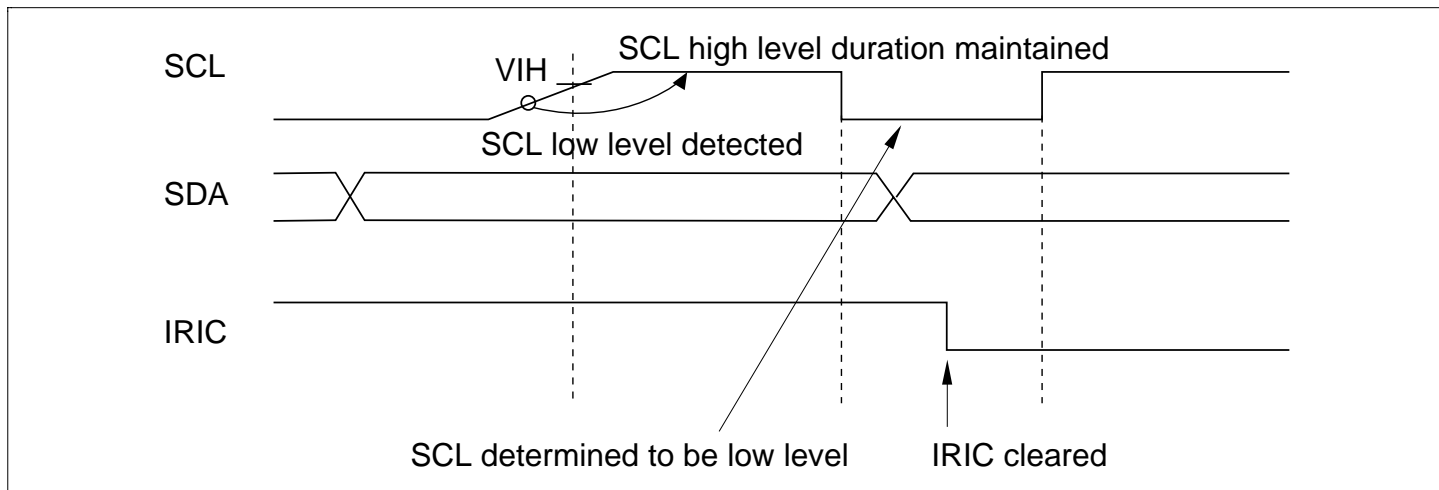 SCL high level duration maintained
SCL
VIH
SCL low level detected
SDA
IRIC
SCL determined to be low level
IRIC cleared